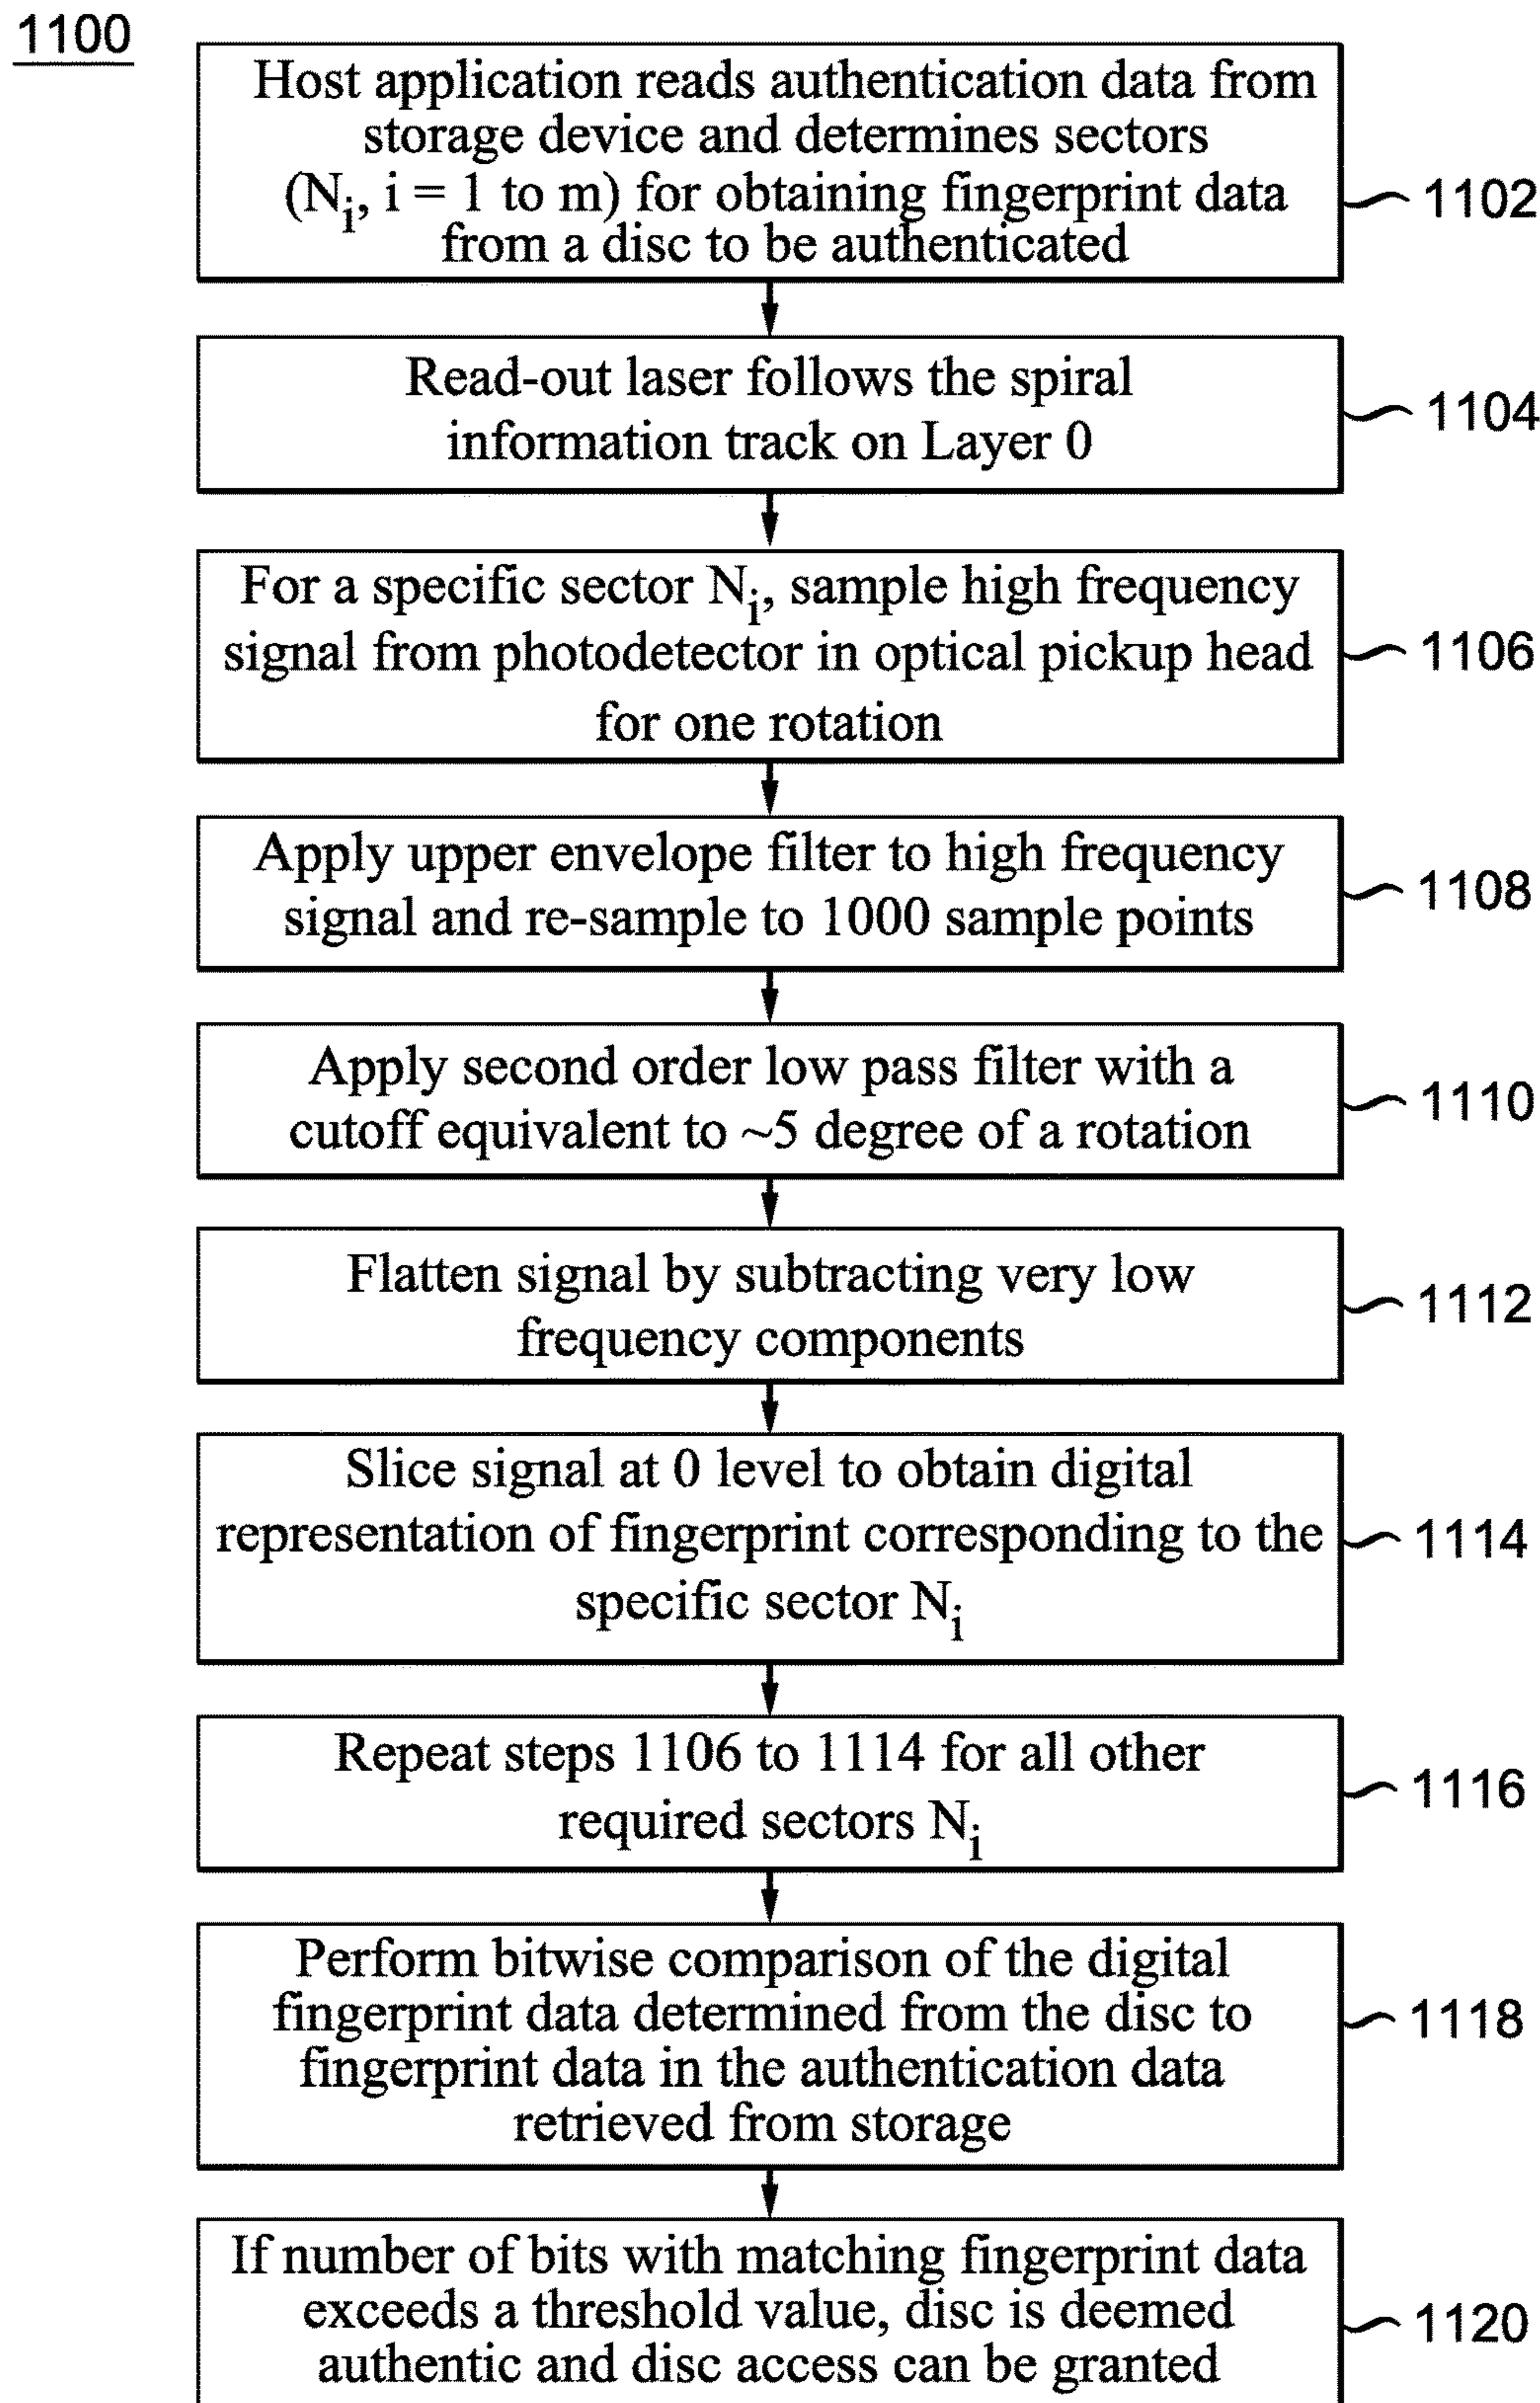 1100
Host application reads authentication data from
storage device and determines sectors
(Ni, i = 1 to m) for obtaining fingerprint data
from a disc to be authenticated
1102
Read-out laser follows the spiral
information track on Layer 0
1104
For a specific sector Ni, sample high frequency
signal from photodetector in optical pickup head
for one rotation
1106
Apply upper envelope filter to high frequency
signal and re-sample to 1000 sample points
1108
Apply second order low pass filter with a
cutoff equivalent to ~5 degree of a rotation
1110
Flatten signal by subtracting very low
frequency components
1112
Slice signal at 0 level to obtain digital
representation of fingerprint corresponding to the
specific sector Ni
1114
Repeat steps 1106 to 1114 for all other
required sectors Ni
1116
Perform bitwise comparison of the digital
fingerprint data determined from the disc to
fingerprint data in the authentication data
retrieved from storage
1118
If number of bits with matching fingerprint data
exceeds a threshold value, disc is deemed
authentic and disc access can be granted
1120